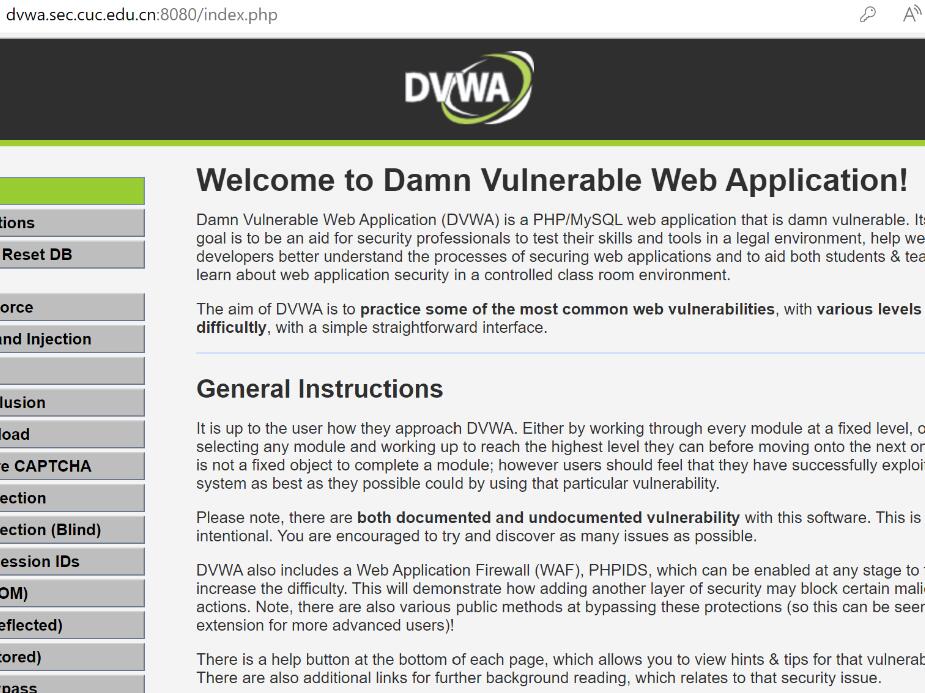 dvwa.sec.cuc.edu.cn:8080/index.php
DVWA
Welcome to Damn Vulnerable Web Application!
tions
Reset DB
orce
and Injection
lusion
load
re CAPTCHA
ection
ection (Blind)
ession IDs
OM)
eflected)
tored)
pass
Damn Vulnerable Web Application (DVWA) is a PHP/MySQL web application that is damn vulnerable. Its
goal is to be an aid for security professionals to test their skills and tools in a legal environment, help we
developers better understand the processes of securing web applications and to aid both students & tea
learn about web application security in a controlled class room environment.
The aim of DVWA is to practice some of the most common web vulnerabilities, with various levels
difficultly, with a simple straightforward interface.
General Instructions
It is up to the user how they approach DVWA. Either by working through every module at a fixed level, o
selecting any module and working up to reach the highest level they can before moving onto the next on
is not a fixed object to complete a module; however users should feel that they have successfully exploi
system as best as they possible could by using that particular vulnerability.
Please note, there are both documented and undocumented vulnerability with this software. This is
intentional. You are encouraged to try and discover as many issues as possible.
DVWA also includes a Web Application Firewall (WAF), PHPIDS, which can be enabled at any stage to
increase the difficulty. This will demonstrate how adding another layer of security may block certain mali
actions. Note, there are also various public methods at bypassing these protections (so this can be seen
extension for more advanced users)!
There is a help button at the bottom of each page, which allows you to view hints & tips for that vulnerab
There are also additional links for further background reading, which relates to that security issue.